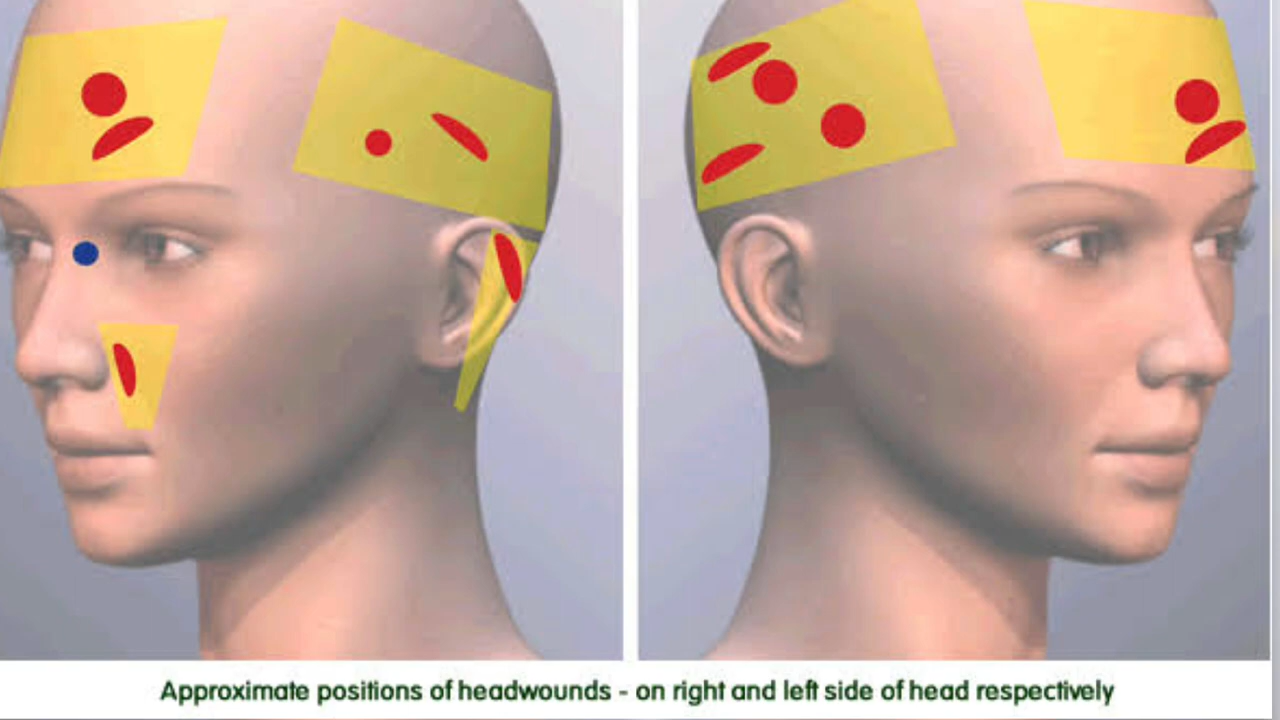 Approximate positions of headwounds - on right and left side of head respectively